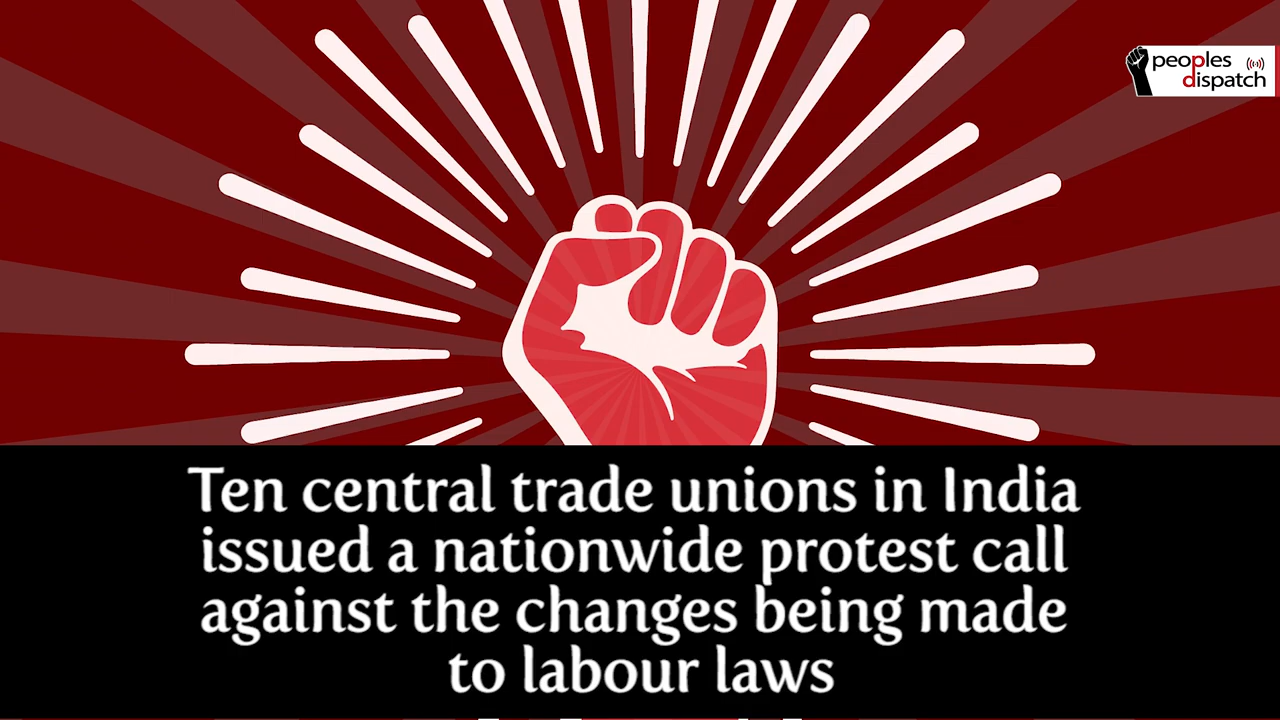 peoples
dispatch
Ten central trade unions in India
issued a nationwide protest call
against the changes being made
to labour laws